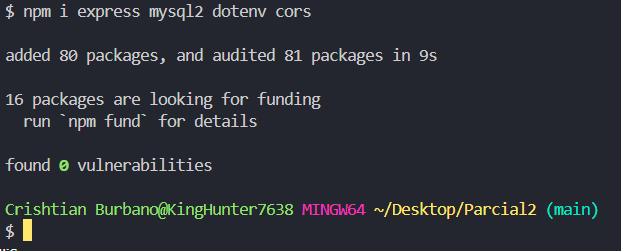 $ npm i express mysql2 dotenv cors
added 80 packages, and audited 81 packages in 9s
16 packages are looking for funding
  run `npm fund` for details
found 0 vulnerabilities
Crishtian Burbano@KingHunter7638 MINGW64 ~/Desktop/Parcial2 (main)
$